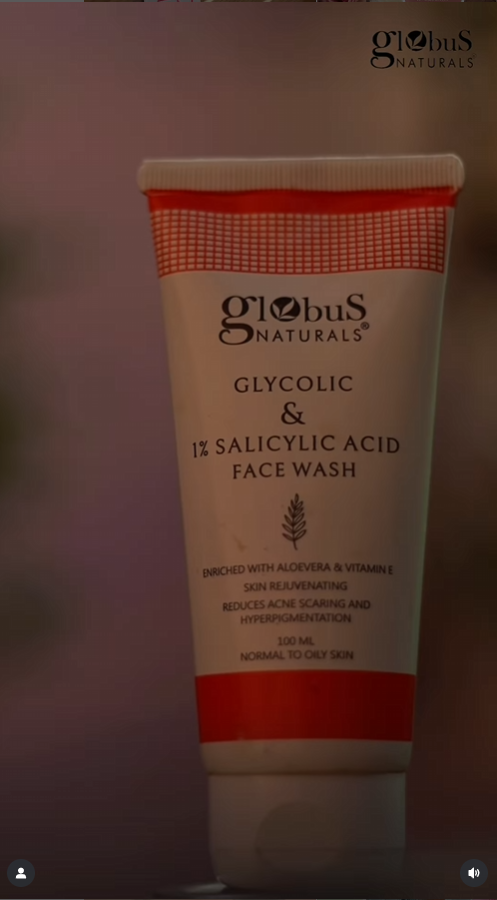 globus
NATURALS
globus
NATURALS®
GLYCOLIC
&
1% SALICYLIC ACID
FACE WASH
ENRICHED WITH ALOEVERA & VITAMIN E
SKIN REJUVENATING
REDUCES ACNE SCARING AND
HYPERPIGMENTATION
100 ML
NORMAL TO OILY SKIN